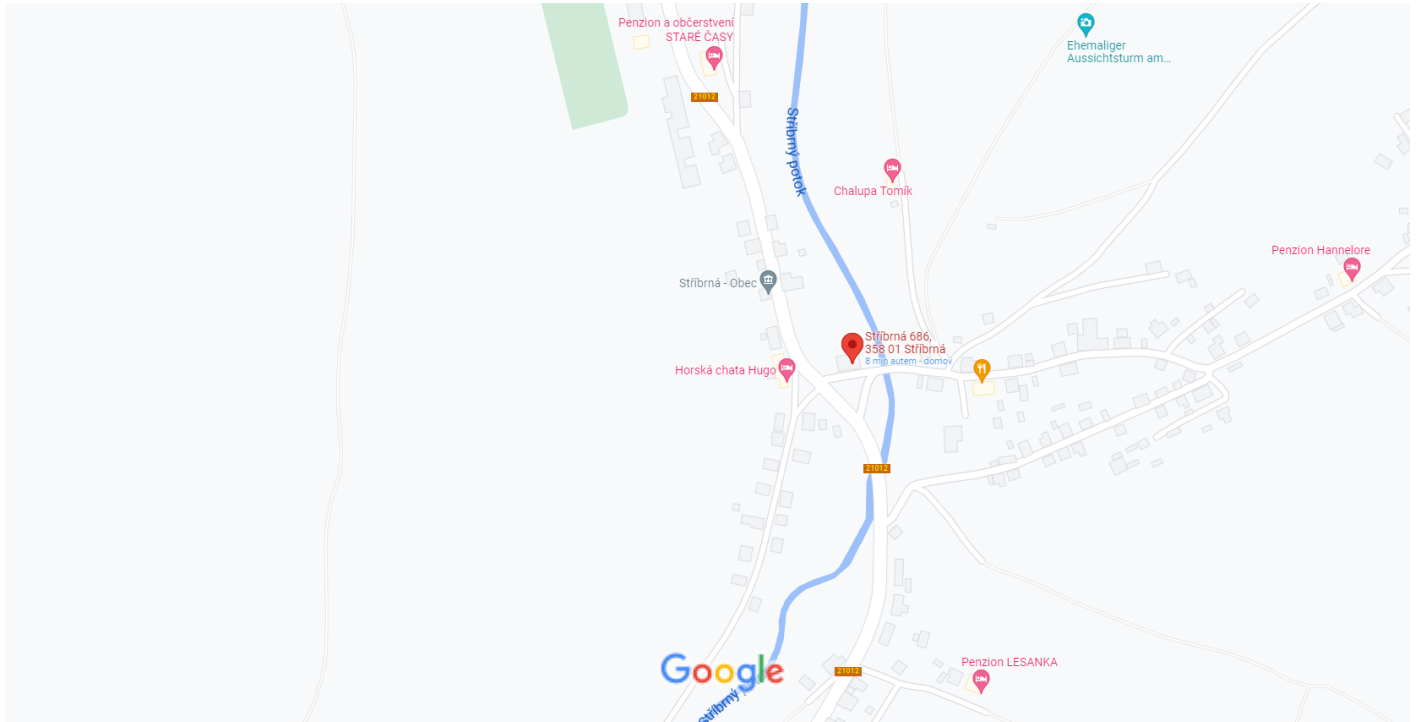 Penzion a občerstvení
STARÉ ČASY
Ehemaliger
Aussichtsturm am...
21012
Stříbrný potok
Chalupa Tomík
Penzion Hannelore
Stříbrná - Obec
Stříbrná 686,
358 01 Stříbrná
8 min autem - domov
Horská chata Hugo
21012
Penzion LESANKA
Google
21012
Stříbrný